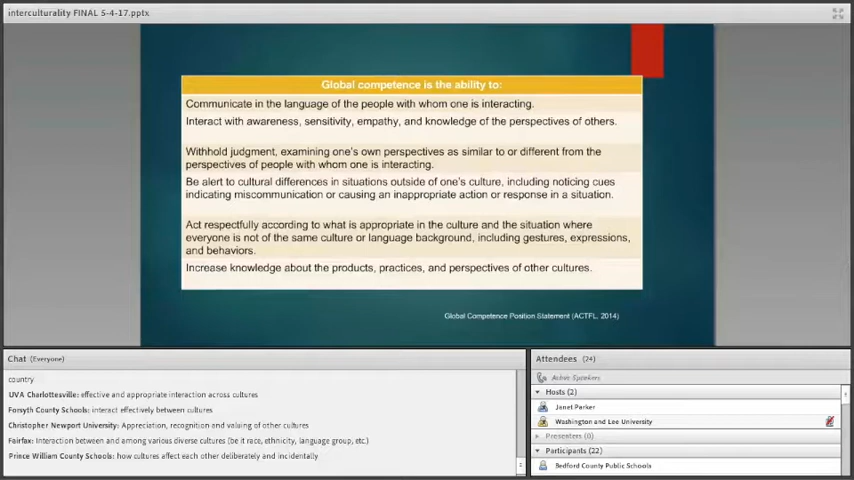 interculturality FINAL 5-4-17.pptx
Global competence is the ability to:
Communicate in the language of the people with whom one is interacting.
Interact with awareness, sensitivity, empathy, and knowledge of the perspectives of others.
Withhold judgment, examining one's own perspectives as similar to or different from the
perspectives of people with whom one is interacting.
Be alert to cultural differences in situations outside of one's culture, including noticing cues
indicating miscommunication or causing an inappropriate action or response in a situation.
Act respectfully according to what is appropriate in the culture and the situation where
everyone is not of the same culture or language background, including gestures, expressions,
and behaviors.
Increase knowledge about the products, practices, and perspectives of other cultures.
Global Competence Position Statement (ACTFL, 2014)
Chat (Everyone)
country
UVA Charlottesville: effective and appropriate interaction across cultures
Forsyth County Schools: interact effectively between cultures
Christopher Newport University: Appreciation, recognition and valuing of other cultures
Fairfax: Interaction between and among various diverse cultures (be it race, ethnicity, language group, etc.)
Prince William County Schools: how cultures affect each other deliberately and incidentally
Attendees (24)
Active Speakers
Hosts (2)
Janet Parker
Washington and Lee University
Presenters (0)
Participants (22)
Bedford County Public Schools